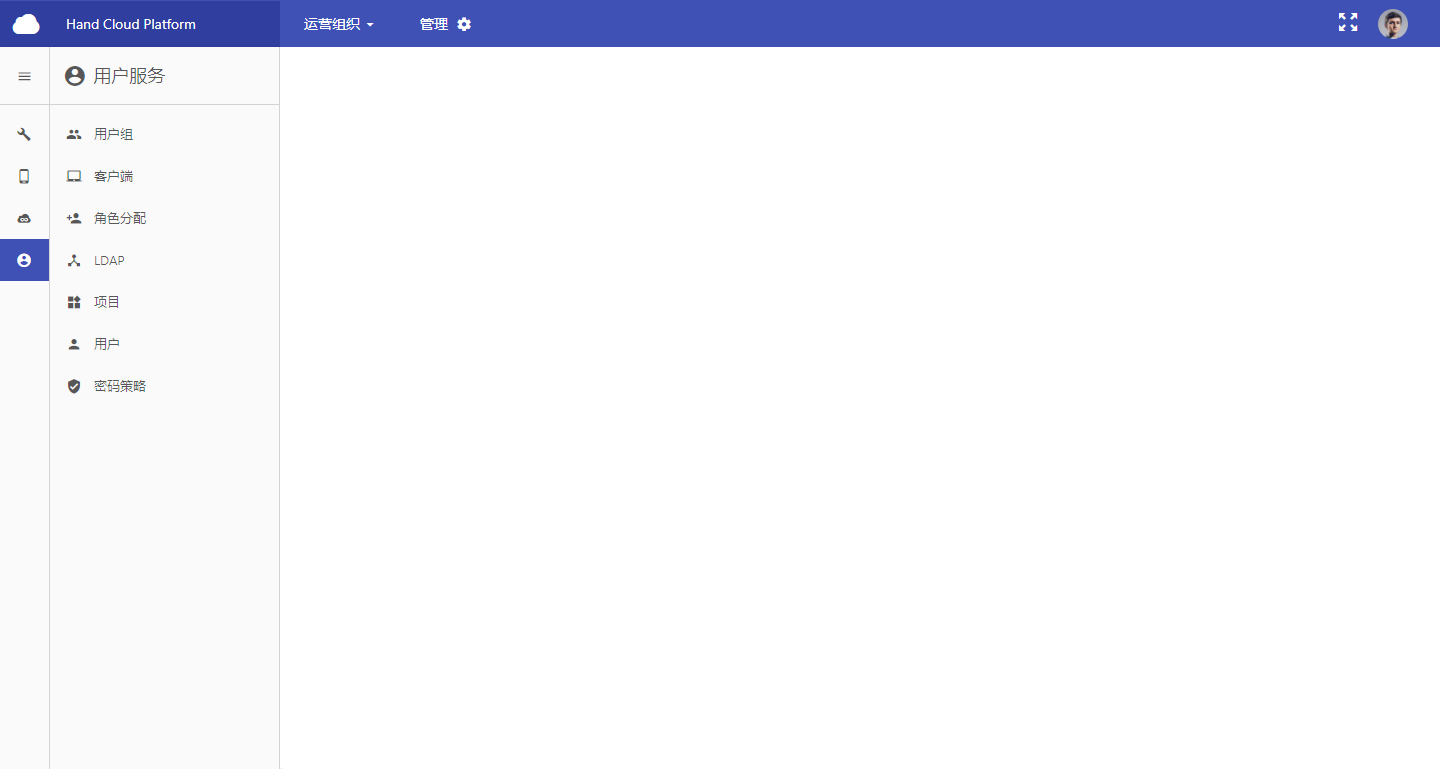 Hand Cloud Platform
运营组织
管理
用户服务
用户组
客户端
角色分配
LDAP
项目
用户
密码策略